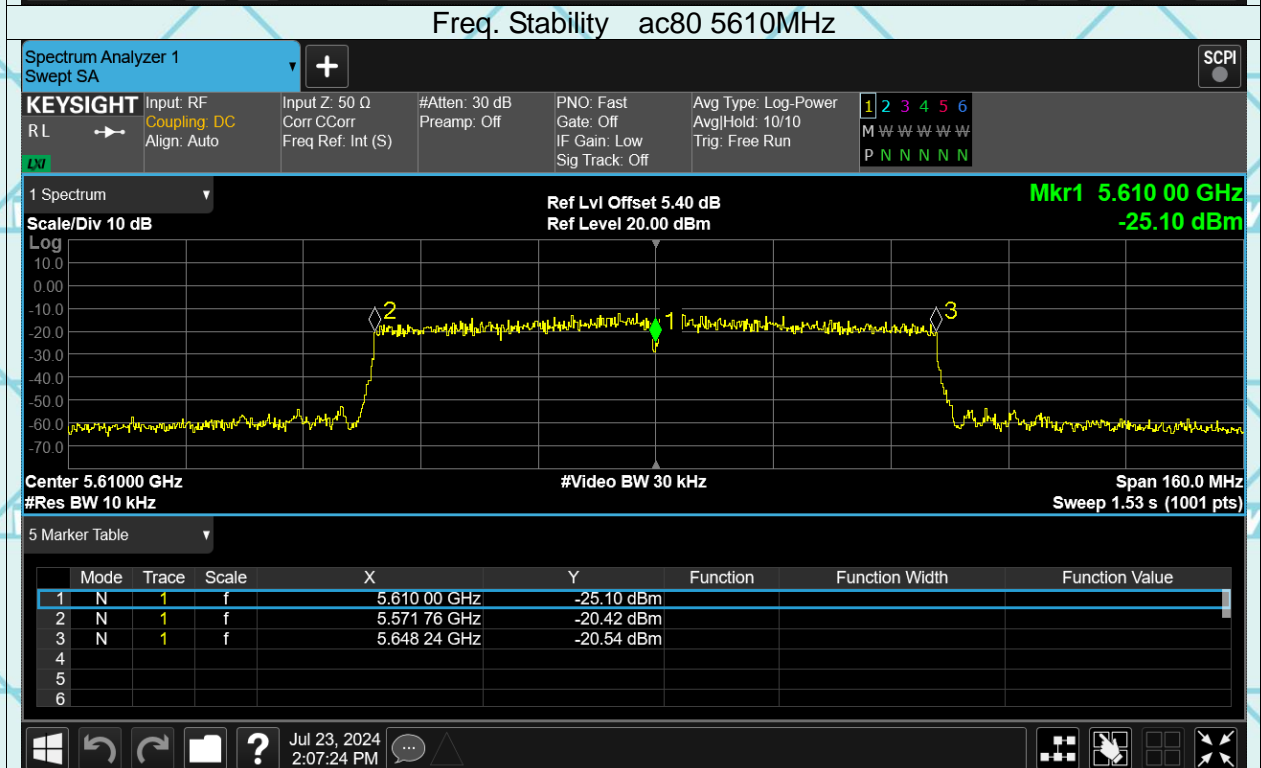 Freq. Stability ac80 5610MHz
Spectrum Analyzer 1
Swept SA
+
SCPI
KEYSIGHT
R L
LXI
Input: RF
Coupling: DC
Align: Auto
Input Z: 50 Ω
Corr CCorr
Freq Ref: Int (S)
#Atten: 30 dB
Preamp: Off
PNO: Fast
Gate: Off
IF Gain: Low
Sig Track: Off
Avg Type: Log-Power
Avg|Hold: 10/10
Trig: Free Run
1 2 3 4 5 6
M W W W W W
P N N N N N
1 Spectrum
Scale/Div 10 dB
Ref Lvl Offset 5.40 dB
Ref Level 20.00 dBm
Mkr1 5.610 00 GHz
-25.10 dBm
Log
10.0
0.00
-10.0
-20.0
-30.0
-40.0
-50.0
-60.0
-70.0
2
1
3
Center 5.61000 GHz
#Video BW 30 kHz
Span 160.0 MHz
#Res BW 10 kHz
Sweep 1.53 s (1001 pts)
5 Marker Table
Mode Trace Scale X Y Function Function Width Function Value
1 N 1 f 5.610 00 GHz -25.10 dBm
2 N 1 f 5.571 76 GHz -20.42 dBm
3 N 1 f 5.648 24 GHz -20.54 dBm
4
5
6
?
Jul 23, 2024
2:07:24 PM